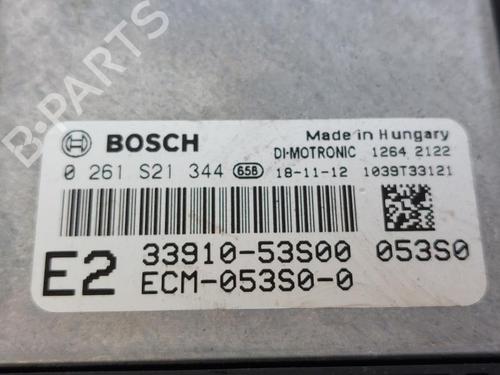 B-PARTS
BOSCH
Made in Hungary
DI-MOTRONIC 1264 2122
0 261 S21 344 658 18-11-12 1039T33121
E2 33910-53S00 053S0
ECM-053S0-0